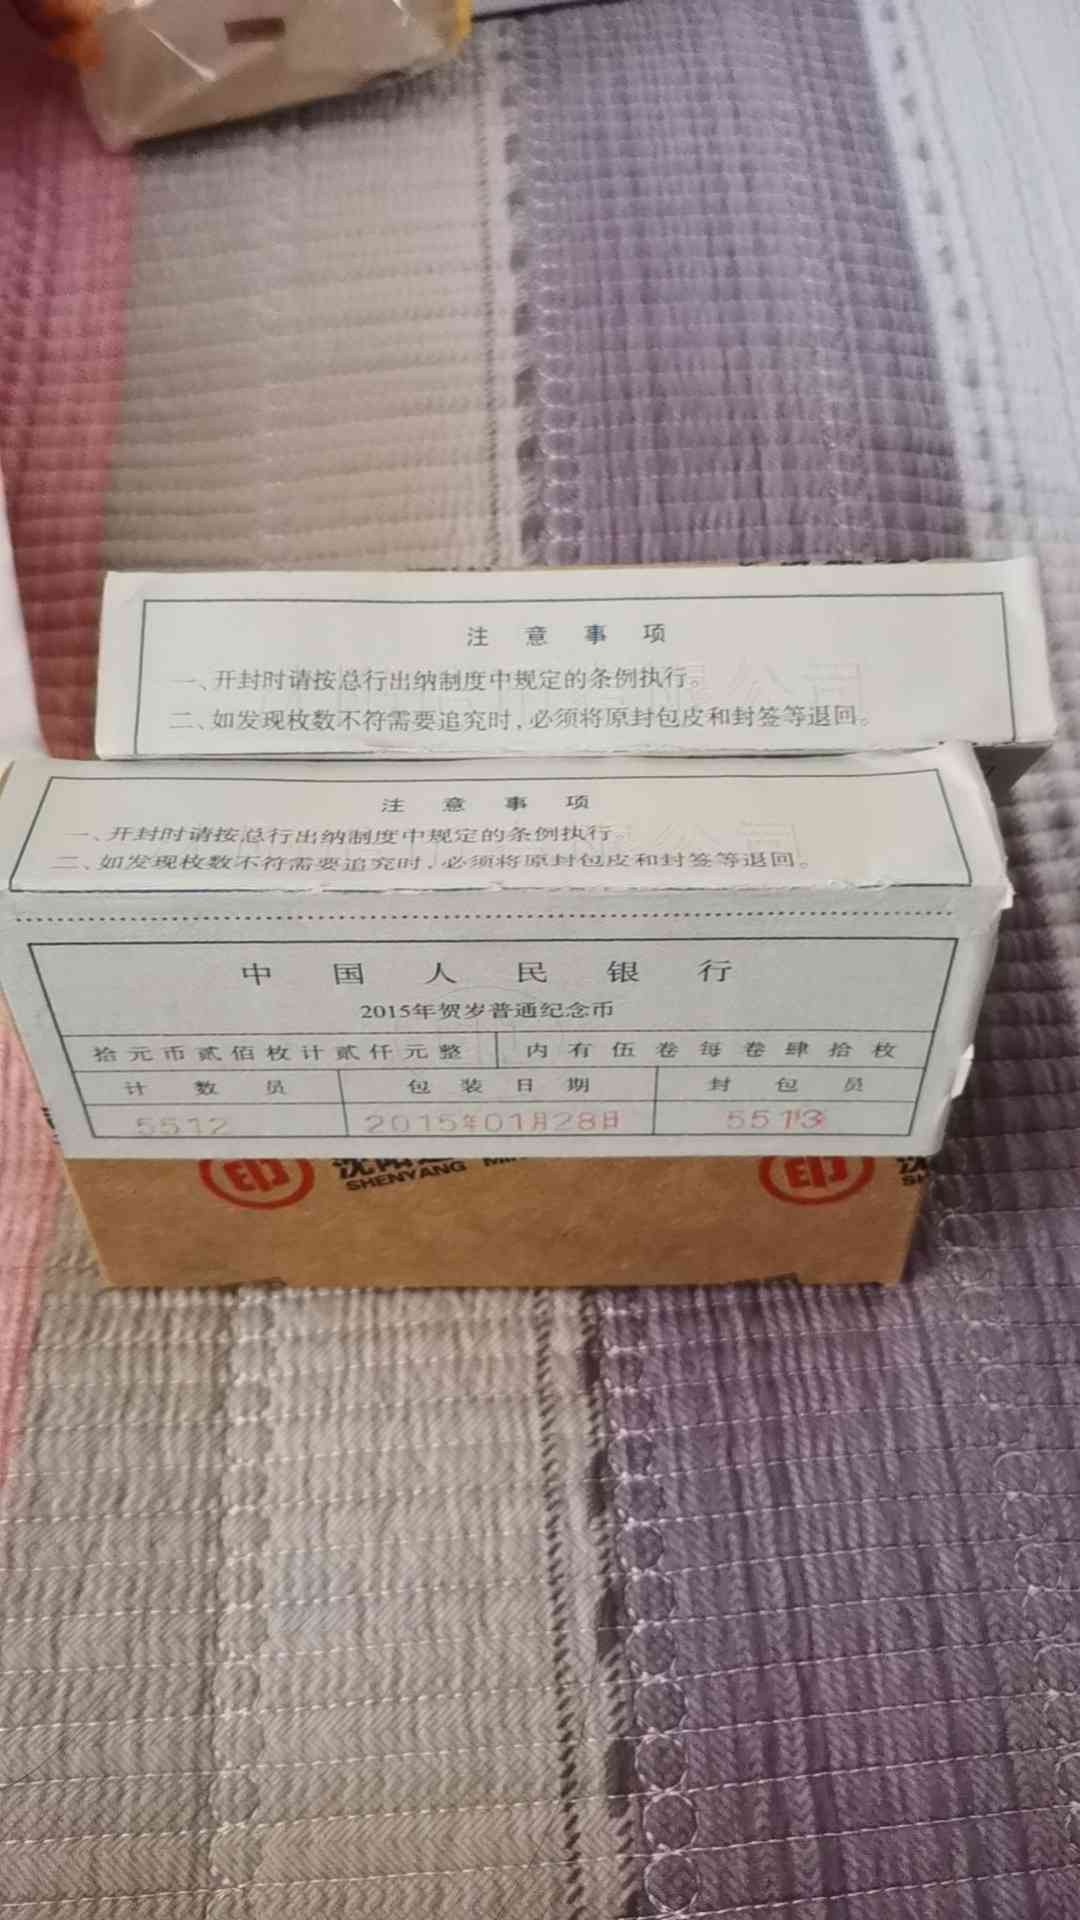 注意事项
一、开封时请按总行出纳制度中规定的条例执行。
二、如发现枚数不符需要追究时，必须将原封包皮和封签等退回。
注意事项
一、开封时请按总行出纳制度中规定的条例执行。
二、如发现枚数不符需要追究时，必须将原封包皮和封签等退回。
中国人民银行
2015年贺岁普通纪念币
拾元币贰佰枚计贰仟元整 内有伍卷每卷肆拾枚
计数员 包装日期 封包员
5512 2015年01月28日 5513
SHENYANG